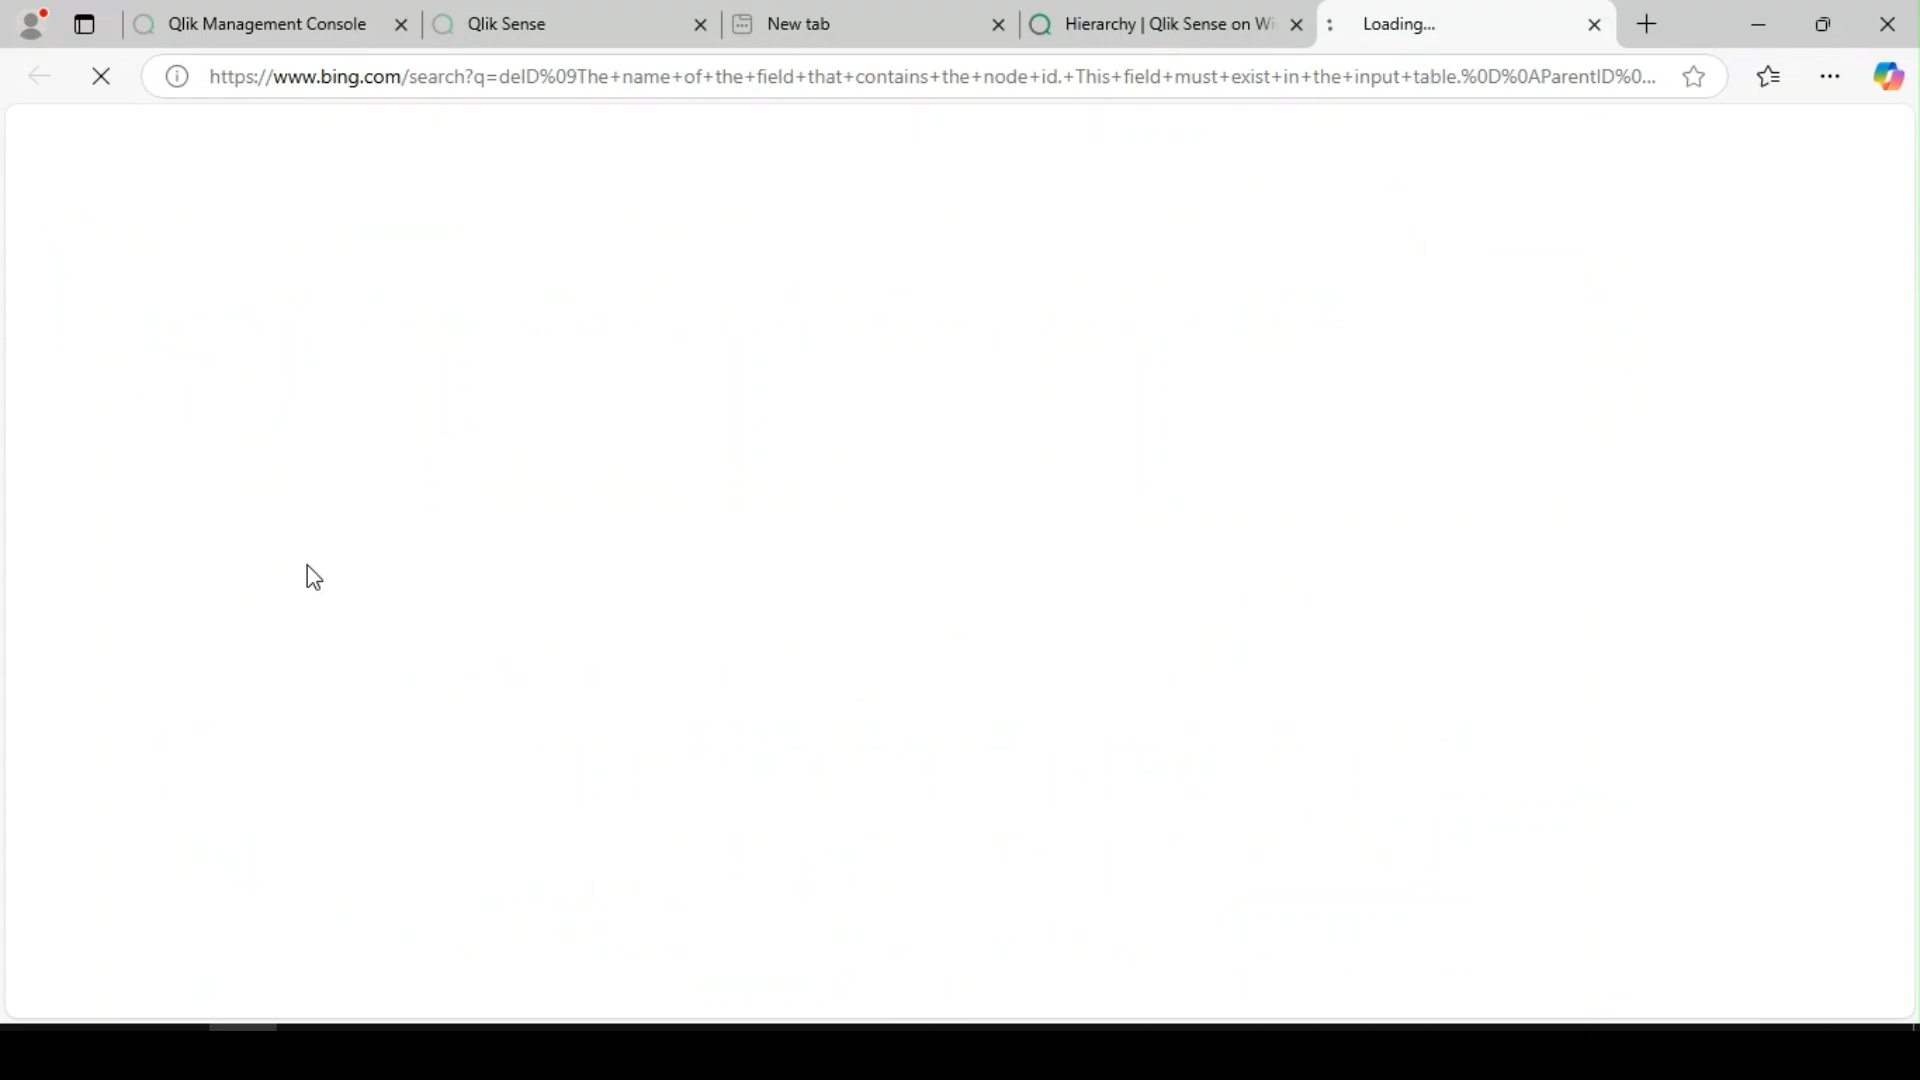 Qlik Management Console
Qlik Sense
New tab
Hierarchy | Qlik Sense on Wi
Loading...
https://www.bing.com/search?q=deID%09The+name+of+the+field+that+contains+the+node+id.+This+field+must+exist+in+the+input+table.%0D%0AParentID%0...